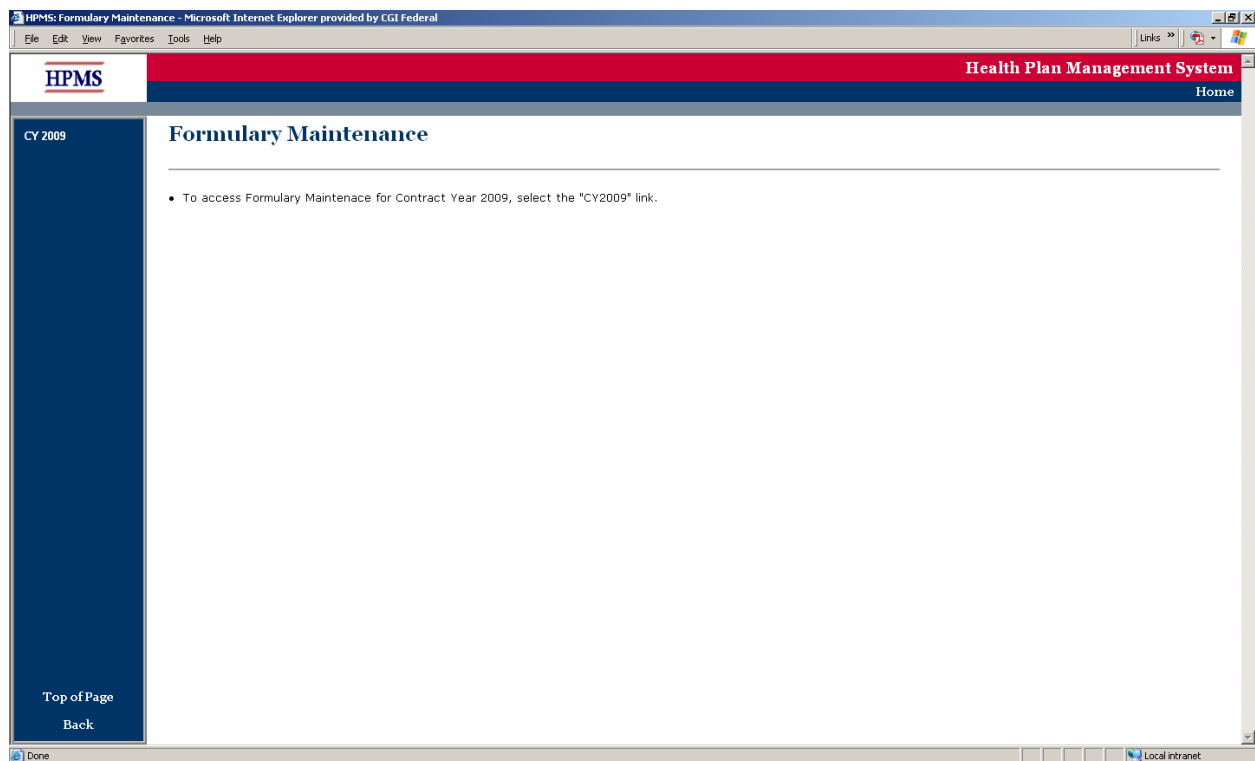 HPMS: Formulary Maintenance - Microsoft Internet Explorer provided by CGI Federal
File Edit View Favorites Tools Help
Links »
HPMS
Health Plan Management System
Home
CY 2009
Formulary Maintenance
• To access Formulary Maintenace for Contract Year 2009, select the "CY2009" link.
Top of Page
Back
Done
Local intranet